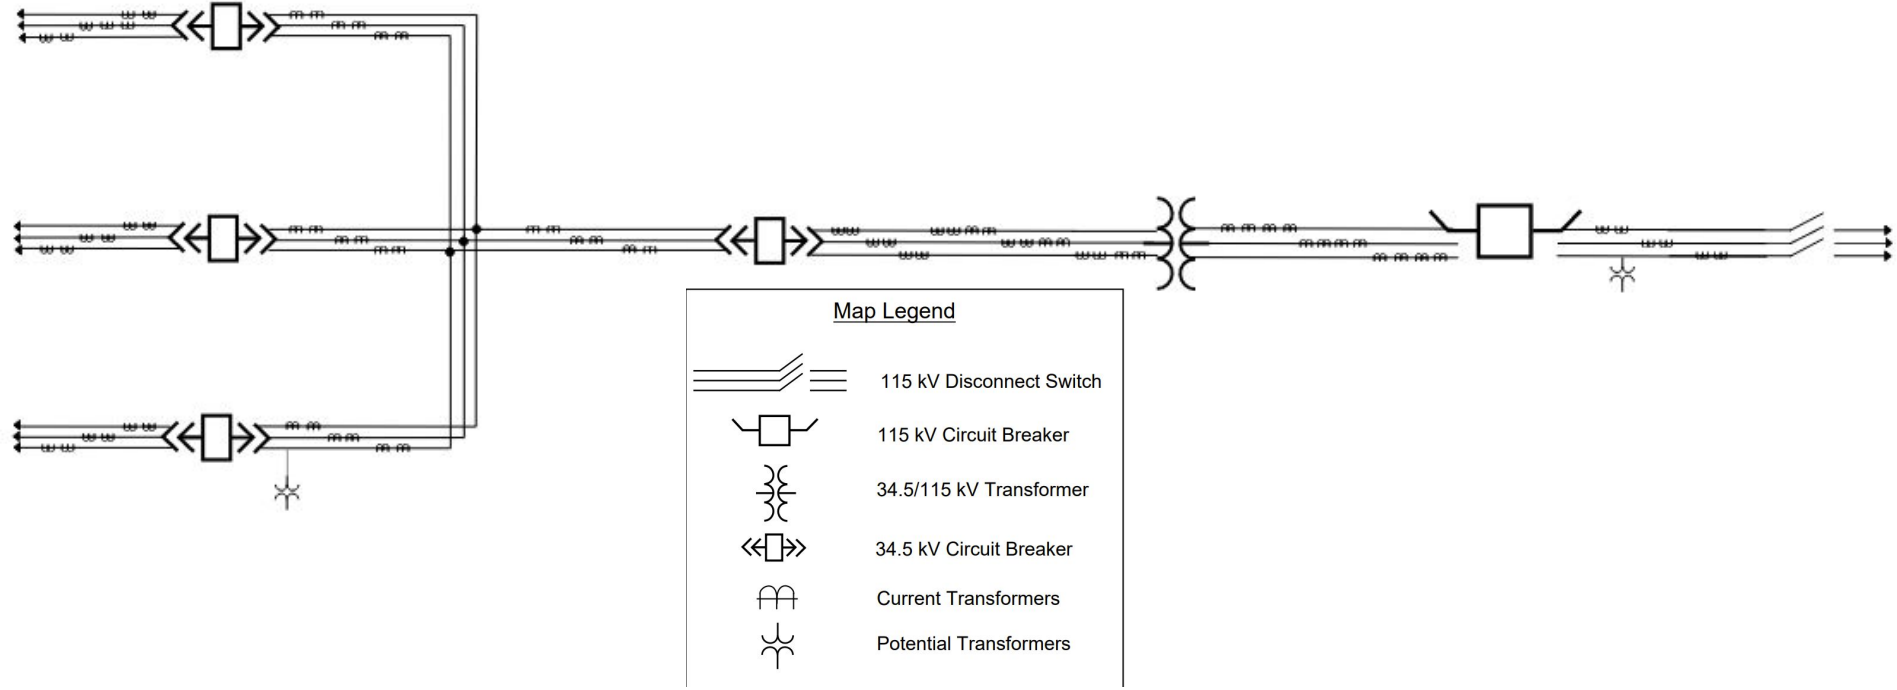 Map Legend
115 kV Disconnect Switch
115 kV Circuit Breaker
34.5/115 kV Transformer
34.5 kV Circuit Breaker
Current Transformers
Potential Transformers